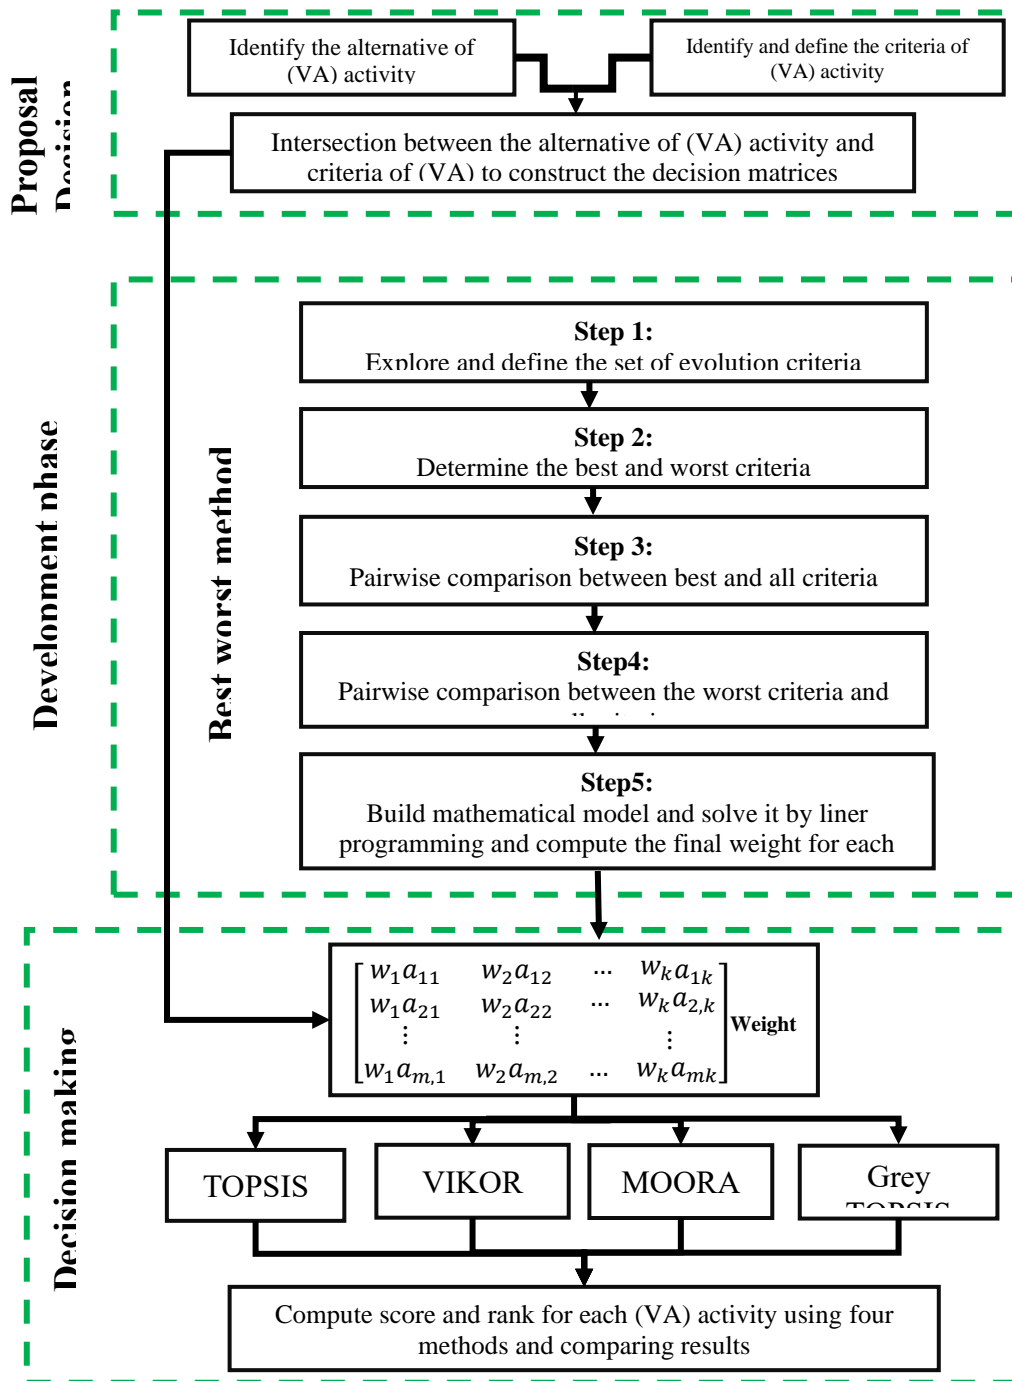 Proposal
Decision
Identify the alternative of
(VA) activity
Identify and define the criteria of
(VA) activity
Intersection between the alternative of (VA) activity and
criteria of (VA) to construct the decision matrices
Development phase
Best worst method
Step 1:
Explore and define the set of evolution criteria
Step 2:
Determine the best and worst criteria
Step 3:
Pairwise comparison between best and all criteria
Step4:
Pairwise comparison between the worst criteria and
Step5:
Build mathematical model and solve it by liner
programming and compute the final weight for each
Decision making
w₁a₁₁ w₂a₁₂ … wₖa₁ₖ
w₁a₂₁ w₂a₂₂ … wₖa₂,ₖ
⋮ ⋮ ⋮
w₁aₘ,₁ w₂aₘ,₂ … wₖaₘₖ
Weight
TOPSIS
VIKOR
MOORA
Grey
TOPSIS
Compute score and rank for each (VA) activity using four
methods and comparing results